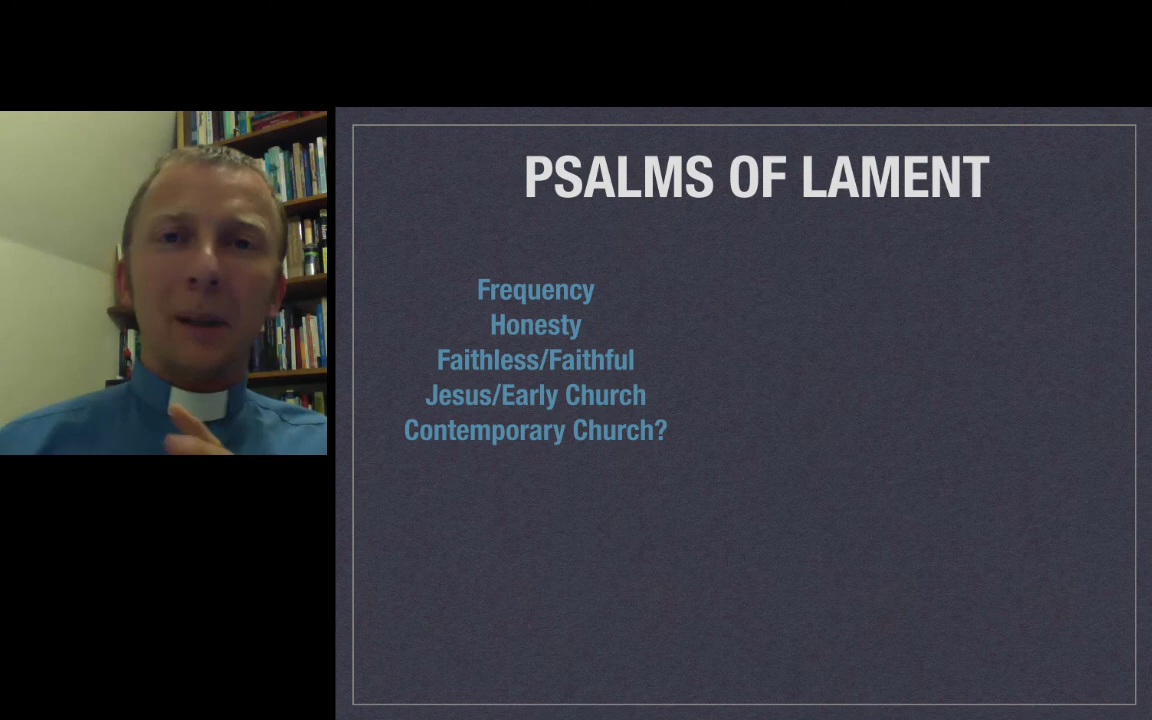 PSALMS OF LAMENT
Frequency
Honesty
Faithless/Faithful
Jesus/Early Church
Contemporary Church?